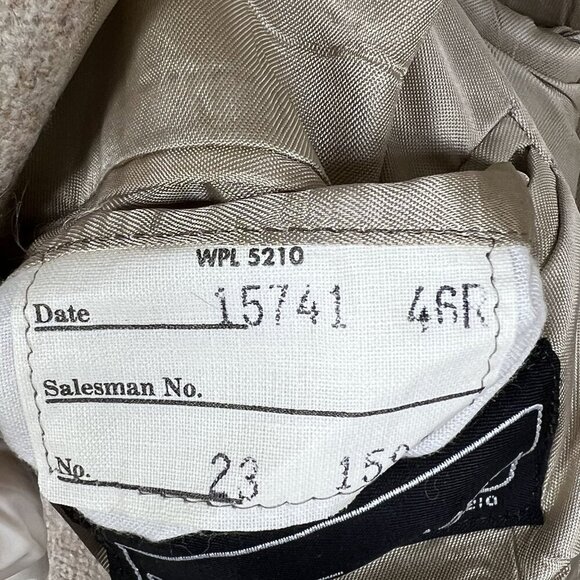 WPL 5210
Date 15741 46R
Salesman No.
No. 23